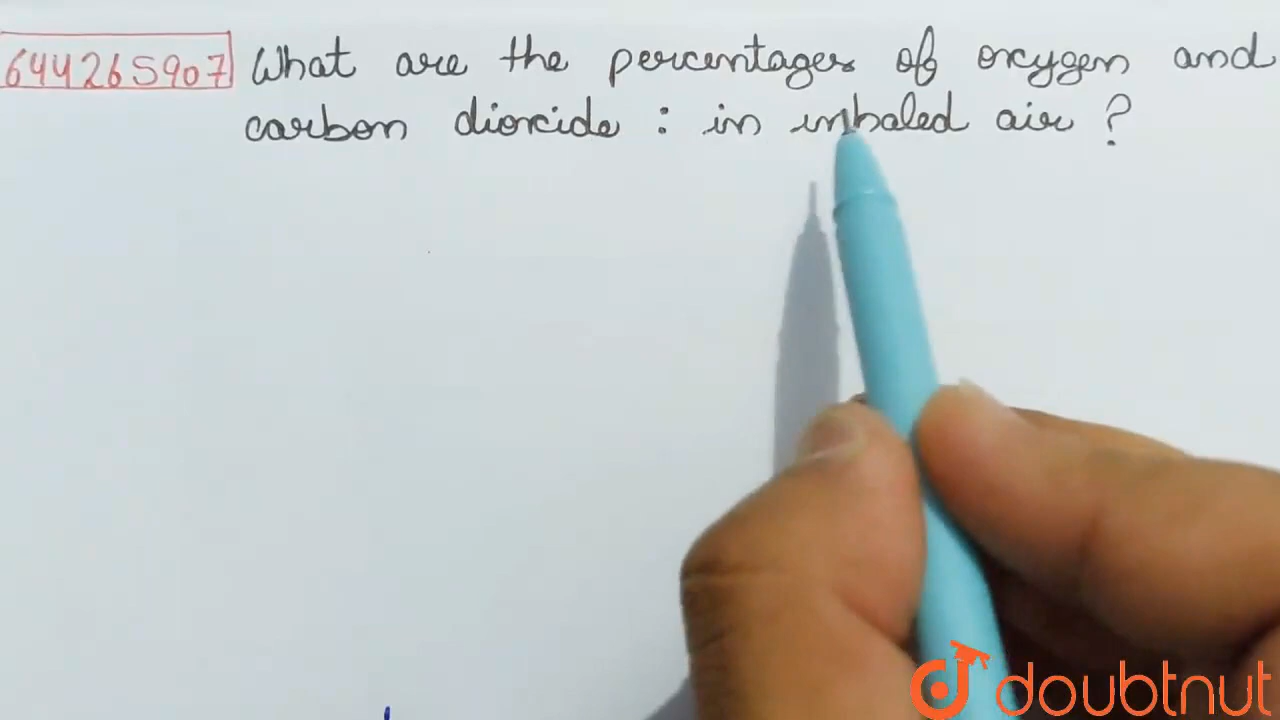 644265907 What are the percentages of oxygen and
carbon dioxide : in inhaled air ?
doubtnut